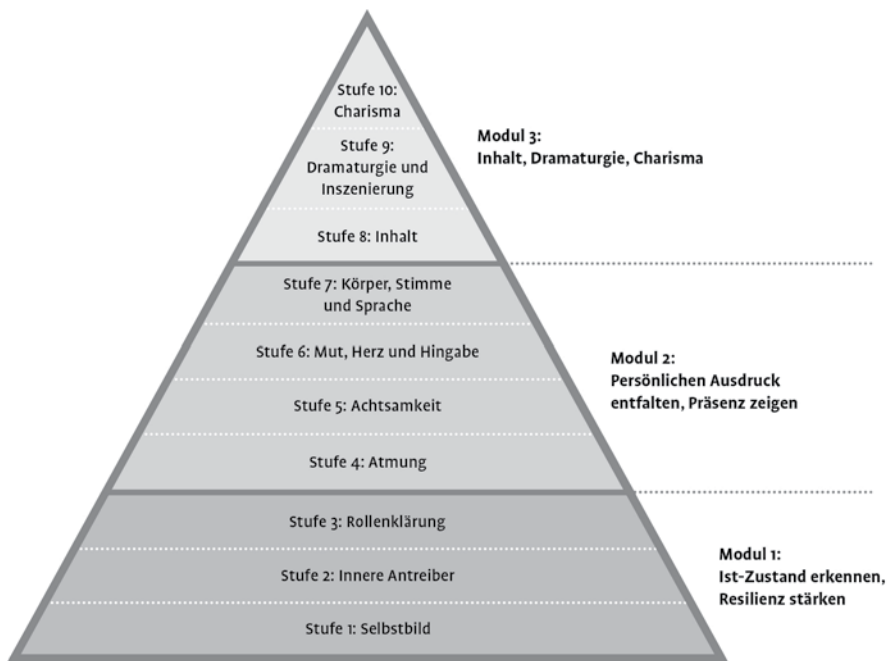 Stufe 10:
Charisma
Stufe 9:
Dramaturgie und
Inszenierung
Stufe 8: Inhalt
Modul 3:
Inhalt, Dramaturgie, Charisma
Stufe 7: Körper, Stimme
und Sprache
Stufe 6: Mut, Herz und Hingabe
Stufe 5: Achtsamkeit
Stufe 4: Atmung
Modul 2:
Persönlichen Ausdruck
entfalten, Präsenz zeigen
Stufe 3: Rollenklärung
Stufe 2: Innere Antreiber
Stufe 1: Selbstbild
Modul 1:
Ist-Zustand erkennen,
Resilienz stärken